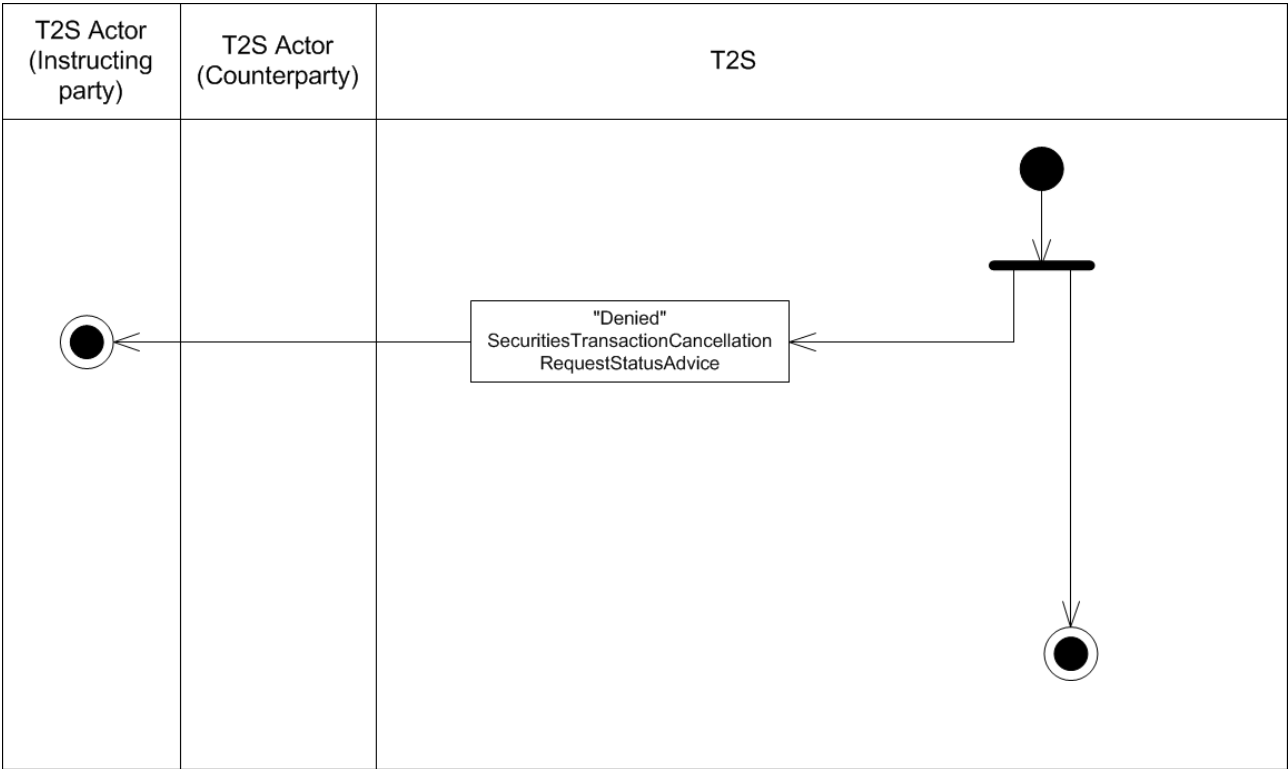 T2S Actor
(Instructing
party)
T2S Actor
(Counterparty)
T2S
"Denied"
SecuritiesTransactionCancellation
RequestStatusAdvice